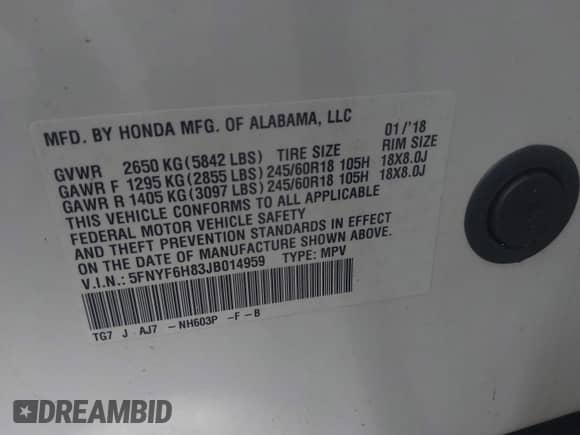 MFD. BY HONDA MFG. OF ALABAMA, LLC 01/'18
GVWR 2650 KG (5842 LBS) TIRE SIZE RIM SIZE
GAWR F 1295 KG (2855 LBS) 245/60R18 105H 18X8.0J
GAWR R 1405 KG (3097 LBS) 245/60R18 105H 18X8.0J
THIS VEHICLE CONFORMS TO ALL APPLICABLE
FEDERAL MOTOR VEHICLE SAFETY
AND THEFT PREVENTION STANDARDS IN EFFECT
ON THE DATE OF MANUFACTURE SHOWN ABOVE.
V.I.N.: 5FNYF6H83JB014959 TYPE: MPV
TG7 J AJ7 -NH603P -F -B
DREAMBID